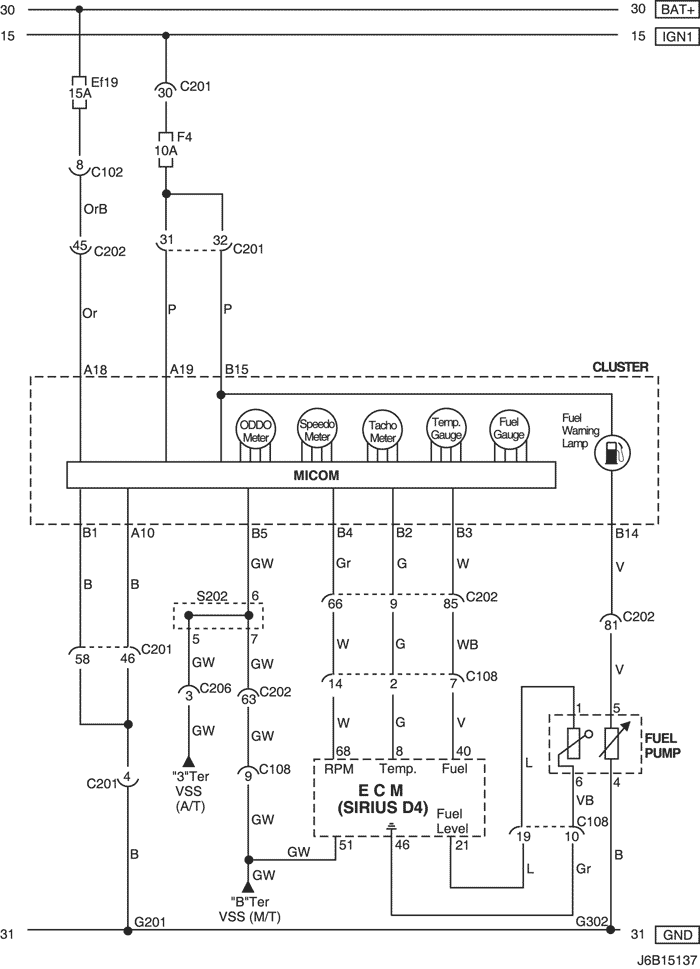 30 30 BAT+
15 15 IGN1
Ef19
15A
C201
30
F4
10A
8 C102
OrB
31 32 C201
45 C202
Or P P
A18 A19 B15
CLUSTER
ODDO
Meter
Speedo
Meter
Tacho
Meter
Temp.
Gauge
Fuel
Gauge
Fuel
Warning
Lamp
MICOM
B1 A10 B5 B4 B2 B3 B14
B B GW Gr G W V
S202 6
66 9 85 C202
81 C202
5 7
58 46 C201
GW GW W G WB
V
14 2 7 C108
3 C206 63 C202
GW GW W G V
1 5
FUEL
PUMP
68 8 40
RPM Temp. Fuel
E C M
(SIRIUS D4)
Fuel
Level
C201 4
"3"Ter
VSS
(A/T)
9 C108
L
6 4
VB
C108
19 10
GW
GW 51 46 21
B GW L Gr B
"B"Ter
VSS (M/T)
G201 G302
31 31 GND
J6B15137